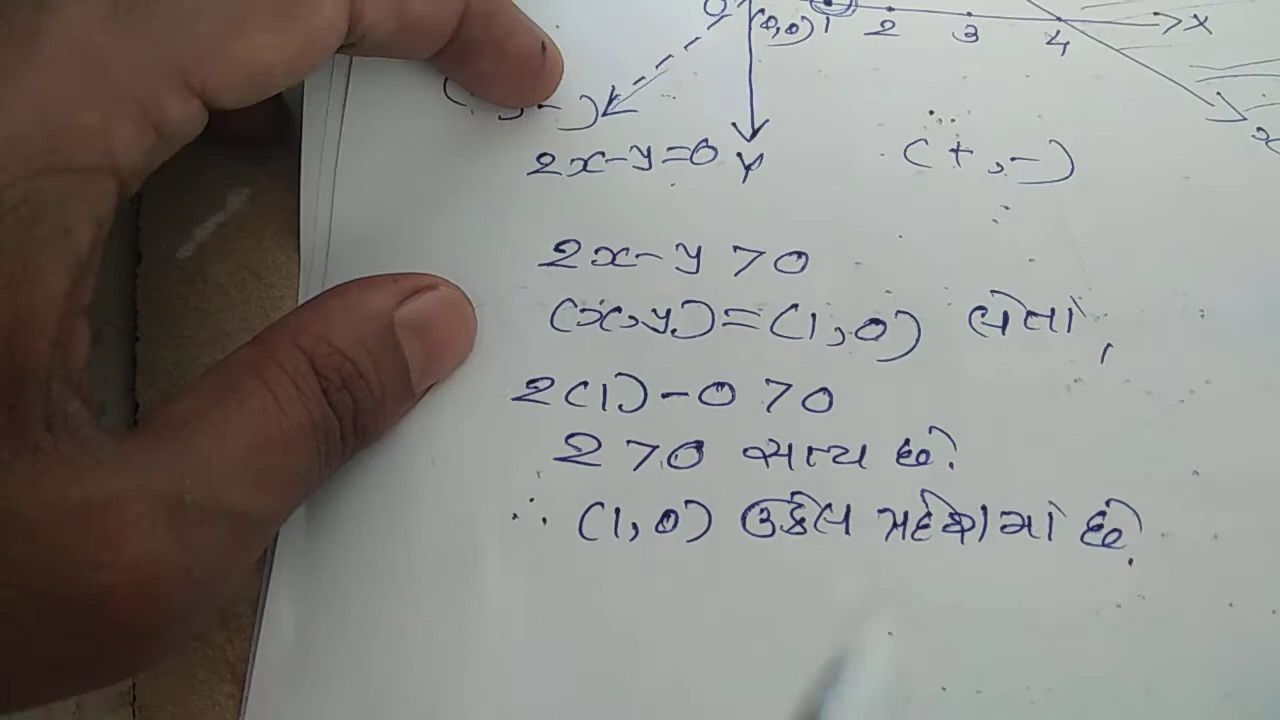 (0,0) 1 2 3 4 X
2x-y=0 Y (+,-)
2x-y >0
(x,y)=(1,0) લેતાં,
2(1)-0 >0
2 >0 સત્ય છે.
∴ (1,0) ઉકેલ પ્રદેશમાં છે.